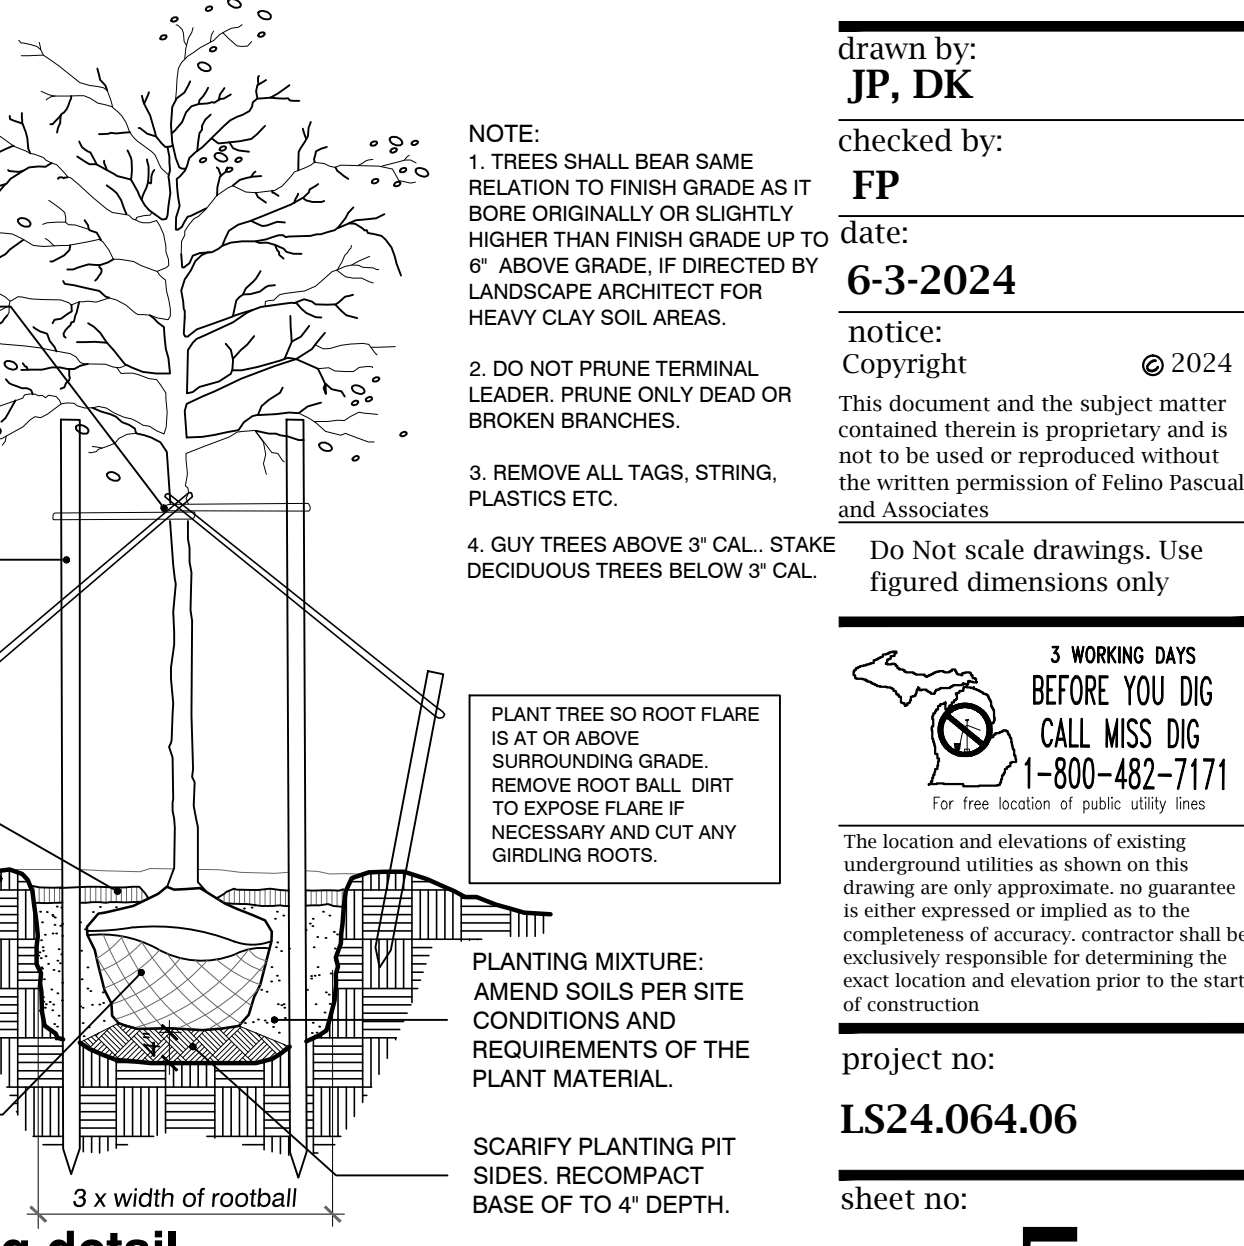 NOTE:
1. TREES SHALL BEAR SAME
RELATION TO FINISH GRADE AS IT
BORE ORIGINALLY OR SLIGHTLY
HIGHER THAN FINISH GRADE UP TO
6" ABOVE GRADE, IF DIRECTED BY
LANDSCAPE ARCHITECT FOR
HEAVY CLAY SOIL AREAS.
2. DO NOT PRUNE TERMINAL
LEADER. PRUNE ONLY DEAD OR
BROKEN BRANCHES.
3. REMOVE ALL TAGS, STRING,
PLASTICS ETC.
4. GUY TREES ABOVE 3" CAL.. STAKE
DECIDUOUS TREES BELOW 3" CAL.
PLANT TREE SO ROOT FLARE
IS AT OR ABOVE
SURROUNDING GRADE.
REMOVE ROOT BALL DIRT
TO EXPOSE FLARE IF
NECESSARY AND CUT ANY
GIRDLING ROOTS.
PLANTING MIXTURE:
AMEND SOILS PER SITE
CONDITIONS AND
REQUIREMENTS OF THE
PLANT MATERIAL.
SCARIFY PLANTING PIT
SIDES. RECOMPACT
BASE OF TO 4" DEPTH.
4"
3 x width of rootball
g detail
drawn by:
JP, DK
checked by:
FP
date:
6-3-2024
notice:
Copyright © 2024
This document and the subject matter
contained therein is proprietary and is
not to be used or reproduced without
the written permission of Felino Pascual
and Associates
Do Not scale drawings. Use
figured dimensions only
3 WORKING DAYS
BEFORE YOU DIG
CALL MISS DIG
1-800-482-7171
For free location of public utility lines
The location and elevations of existing
underground utilities as shown on this
drawing are only approximate. no guarantee
is either expressed or implied as to the
completeness of accuracy. contractor shall be
exclusively responsible for determining the
exact location and elevation prior to the start
of construction
project no:
LS24.064.06
sheet no: